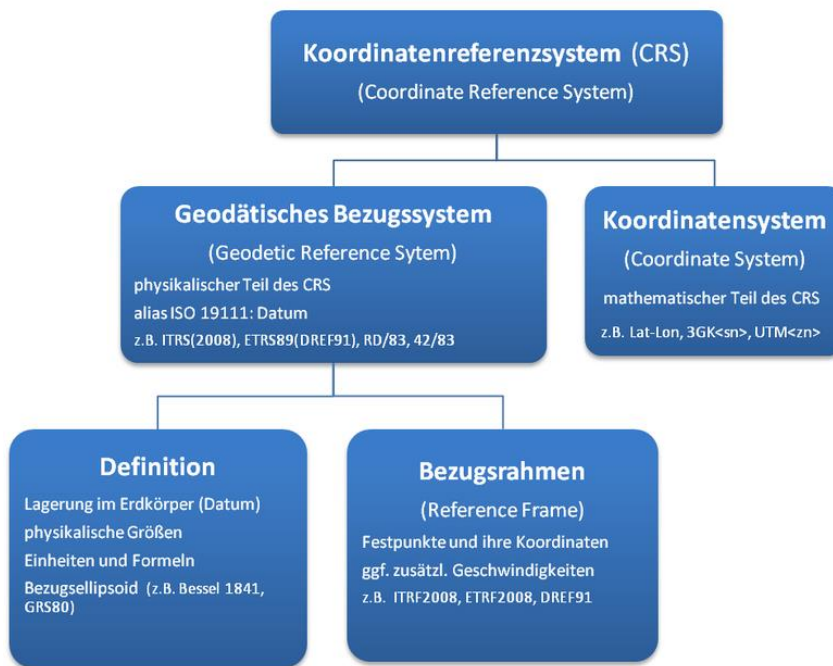 Koordinatenreferenzsystem (CRS)
(Coordinate Reference System)
Geodätisches Bezugssystem
(Geodetic Reference Sytem)
physikalischer Teil des CRS
alias ISO 19111: Datum
z.B. ITRS(2008), ETRS89(DREF91), RD/83, 42/83
Koordinatensystem
(Coordinate System)
mathematischer Teil des CRS
z.B. Lat-Lon, 3GK<sn>, UTM<zn>
Definition
Lagerung im Erdkörper (Datum)
physikalische Größen
Einheiten und Formeln
Bezugsellipsoid (z.B. Bessel 1841,
GRS80)
Bezugsrahmen
(Reference Frame)
Festpunkte und ihre Koordinaten
ggf. zusätzl. Geschwindigkeiten
z.B. ITRF2008, ETRF2008, DREF91